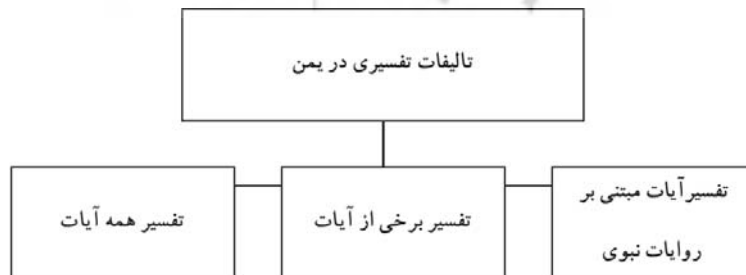 تالیفات تفسیری در یمن
تفسیرآیات مبتنی بر
روایات نبوی
تفسیر برخی از آیات
تفسیر همه آیات